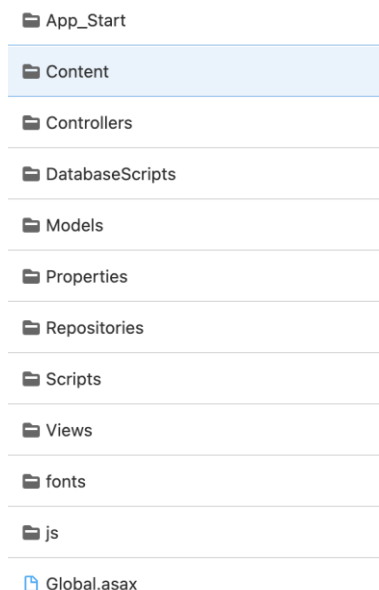 App_Start
Content
Controllers
DatabaseScripts
Models
Properties
Repositories
Scripts
Views
fonts
js
Global.asax